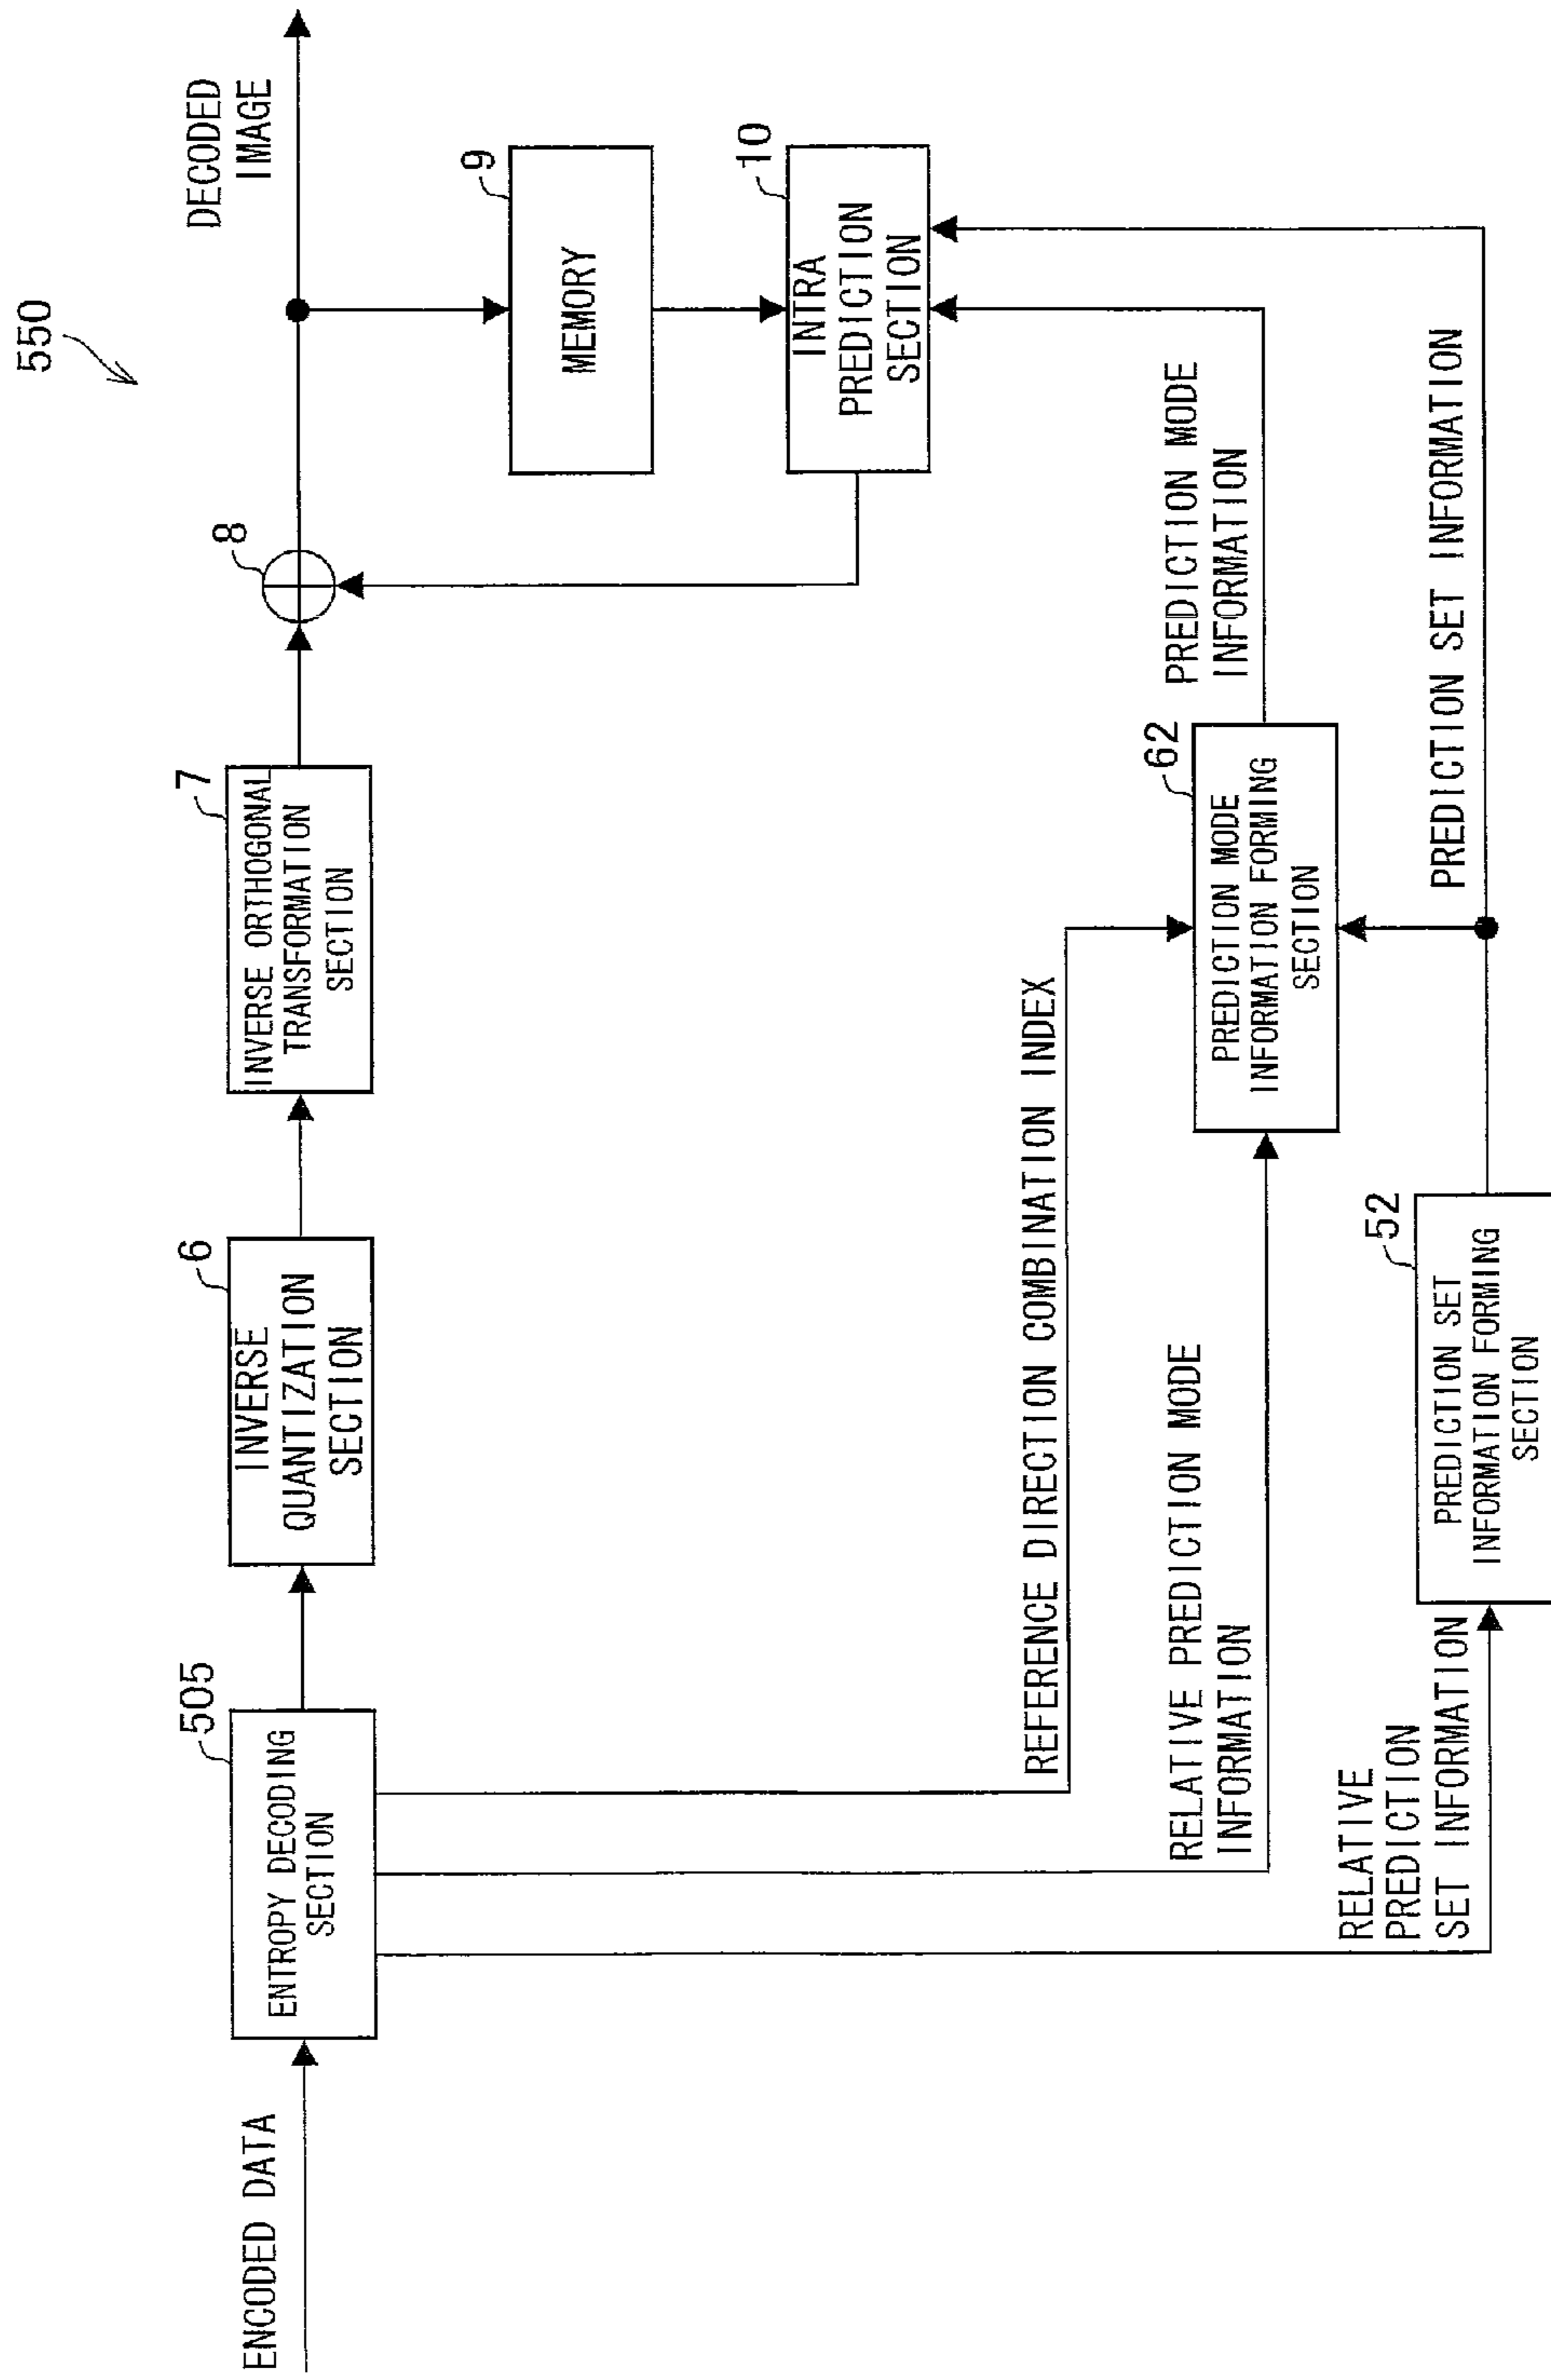 550
ENCODED DATA
505
ENTROPY DECODING
SECTION
6
INVERSE
QUANTIZATION
SECTION
7
INVERSE ORTHOGONAL
TRANSFORMATION
SECTION
8
DECODED
IMAGE
9
MEMORY
10
INTRA
PREDICTION
SECTION
REFERENCE DIRECTION COMBINATION INDEX
RELATIVE PREDICTION MODE
INFORMATION
62
PREDICTION MODE
INFORMATION FORMING
SECTION
PREDICTION MODE
INFORMATION
RELATIVE
PREDICTION
SET INFORMATION
52
PREDICTION SET
INFORMATION FORMING
SECTION
PREDICTION SET INFORMATION